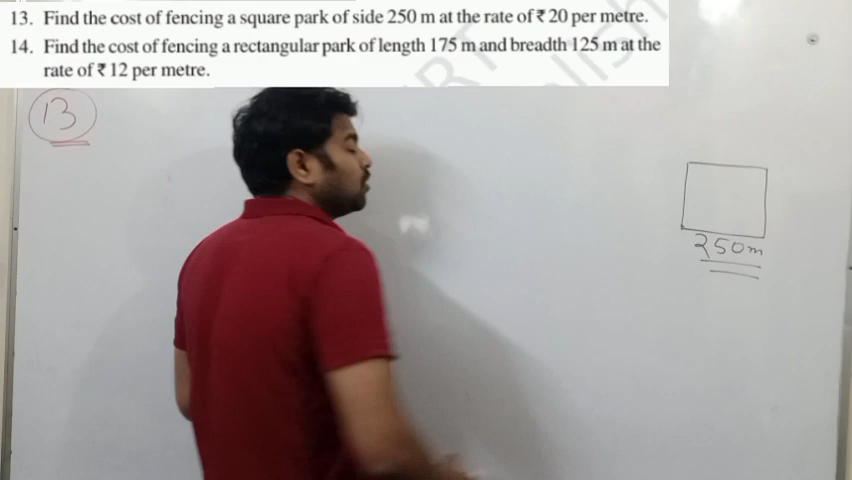 13. Find the cost of fencing a square park of side 250 m at the rate of ₹ 20 per metre.
14. Find the cost of fencing a rectangular park of length 175 m and breadth 125 m at the
rate of ₹ 12 per metre.
13
250m